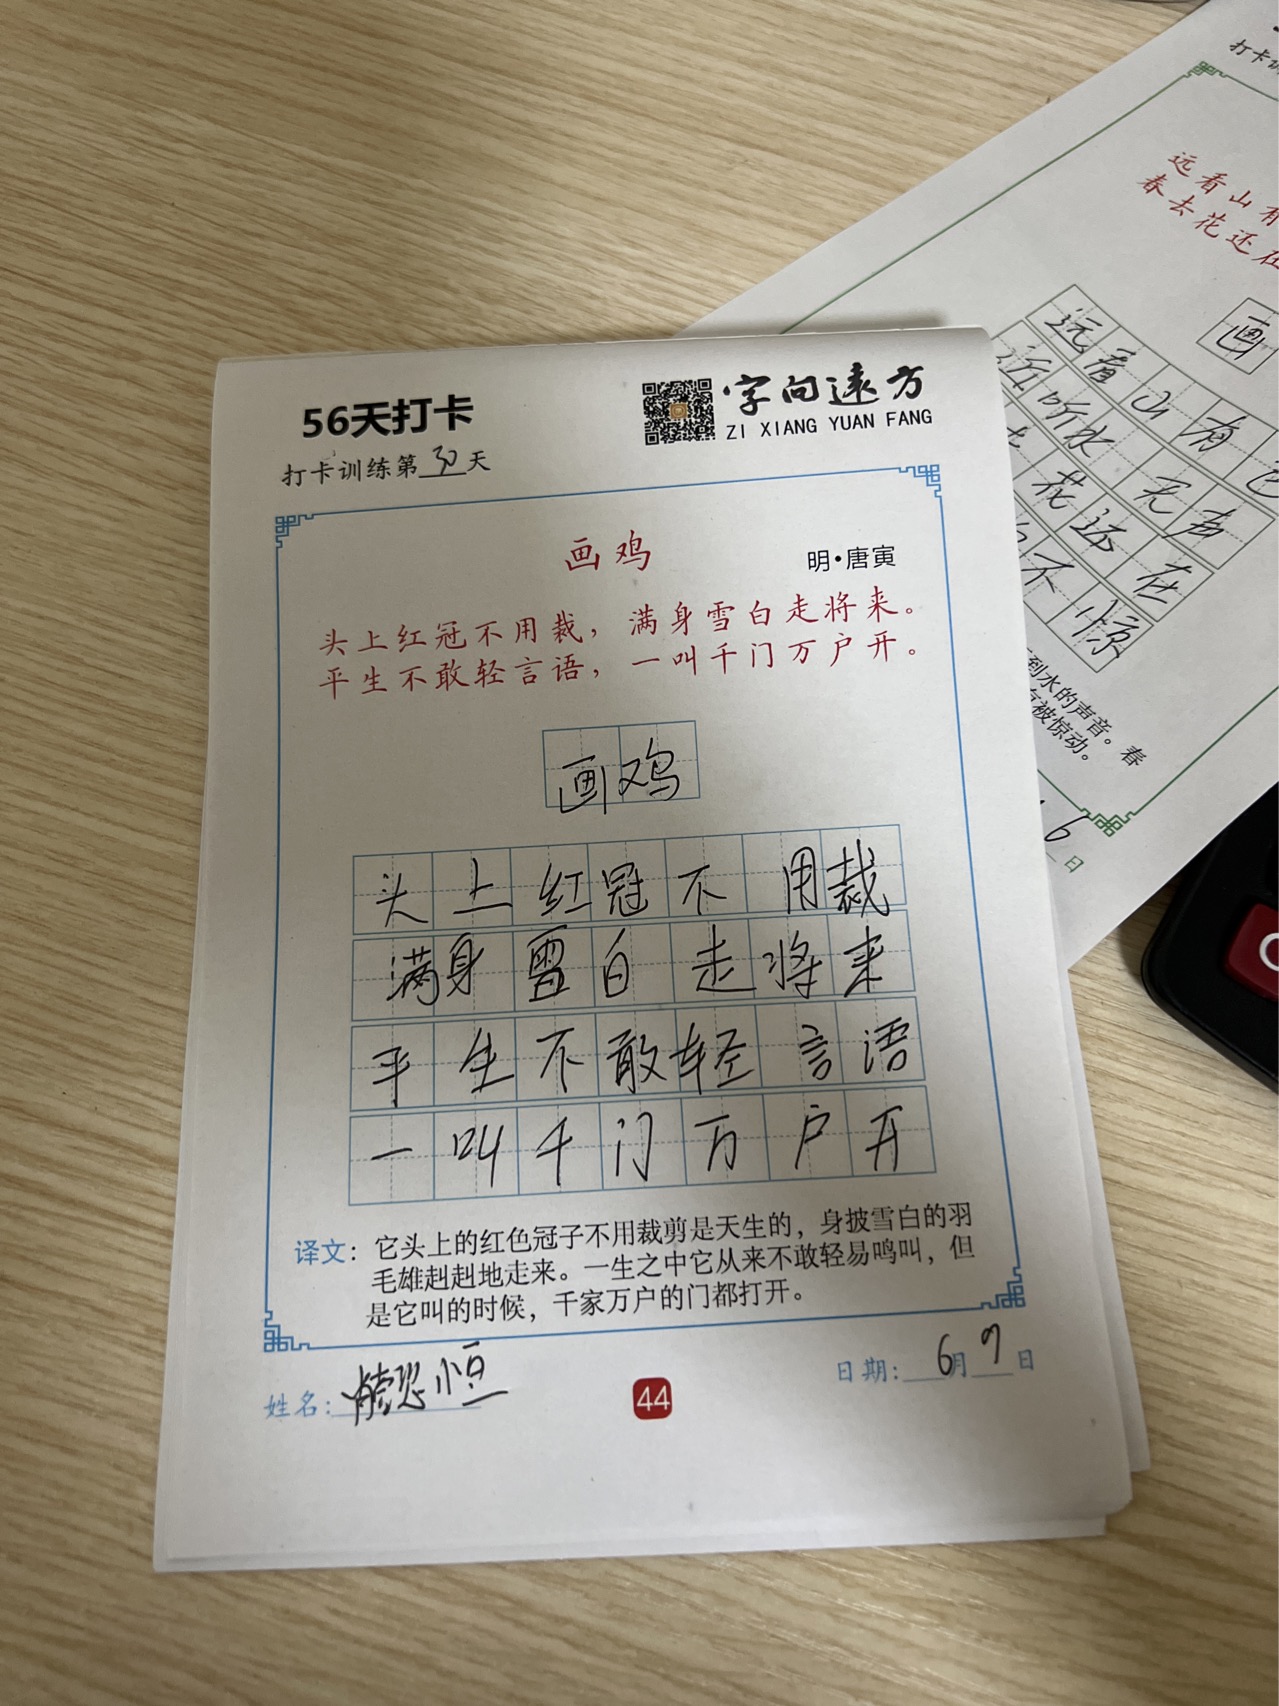 56天打卡
字向遠方
ZI XIANG YUAN FANG
打卡训练第30天
画鸡
明·唐寅
头上红冠不用裁，满身雪白走将来。
平生不敢轻言语，一叫千门万户开。
画鸡
头上红冠不用裁
满身雪白走将来
平生不敢轻言语
一叫千门万户开
译文：它头上的红色冠子不用裁剪是天生的，身披雪白的羽
毛雄赳赳地走来。一生之中它从来不敢轻易鸣叫，但
是它叫的时候，千家万户的门都打开。
姓名：
44
日期：6月7日
打卡训
远看山有
春去花还在
画
远看山有色
近听水无声
去花还在
不惊
到水的声音。春
被惊动。
6日